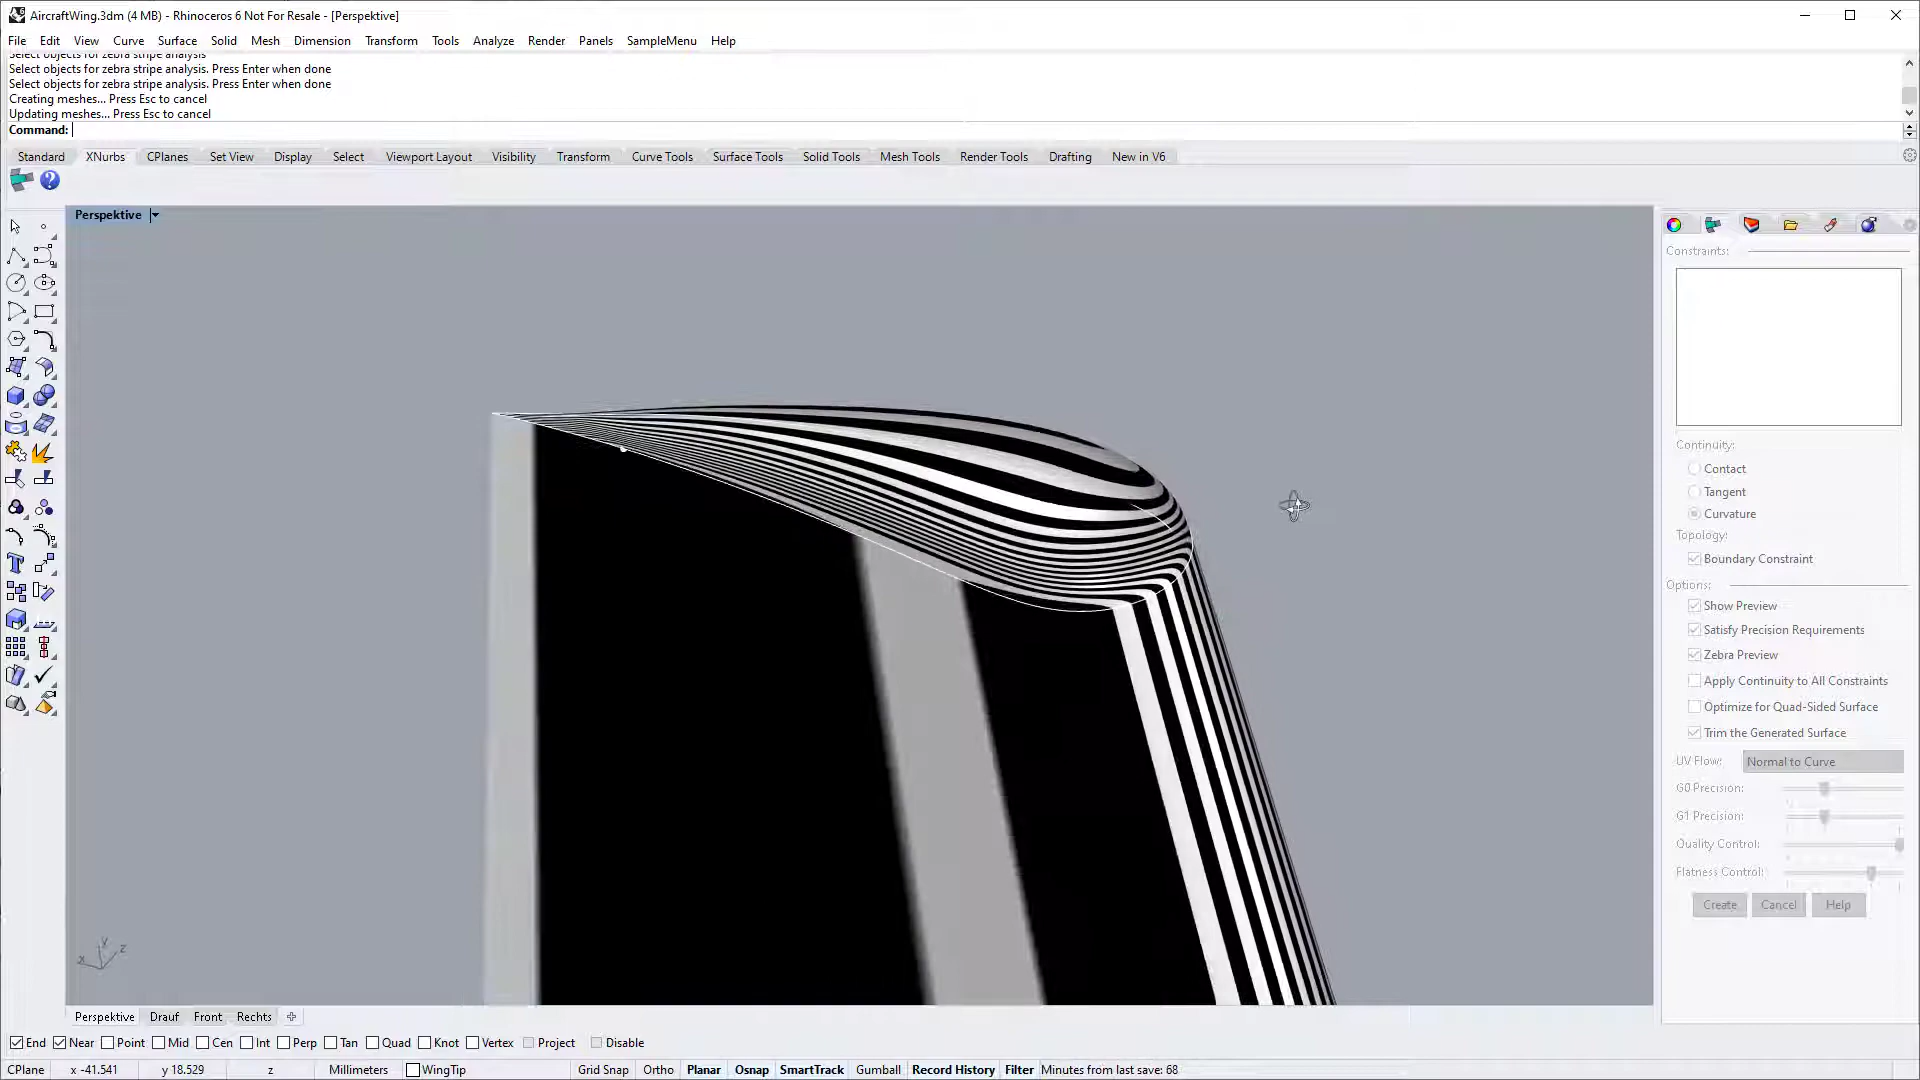 AircraftWing.3dm (4 MB) - Rhinoceros 6 Not For Resale - [Perspektive]
File Edit View Curve Surface Solid Mesh Dimension Transform Tools Analyze Render Panels SampleMenu Help
Select objects for zebra stripe analysis
Select objects for zebra stripe analysis. Press Enter when done
Select objects for zebra stripe analysis. Press Enter when done
Creating meshes... Press Esc to cancel
Updating meshes... Press Esc to cancel
Command:
Standard XNurbs CPlanes Set View Display Select Viewport Layout Visibility Transform Curve Tools Surface Tools Solid Tools Mesh Tools Render Tools Drafting New in V6
Perspektive
Constraints:
Continuity:
Contact
Tangent
Curvature
Topology:
Boundary Constraint
Options:
Show Preview
Satisfy Precision Requirements
Zebra Preview
Apply Continuity to All Constraints
Optimize for Quad-Sided Surface
Trim the Generated Surface
UV Flow: Normal to Curve
G0 Precision:
G1 Precision:
Quality Control:
Flatness Control:
Create Cancel Help
x y z
Perspektive Drauf Front Rechts
End Near Point Mid Cen Int Perp Tan Quad Knot Vertex Project Disable
CPlane x -41.541 y 18.529 z Millimeters WingTip Grid Snap Ortho Planar Osnap SmartTrack Gumball Record History Filter Minutes from last save: 68